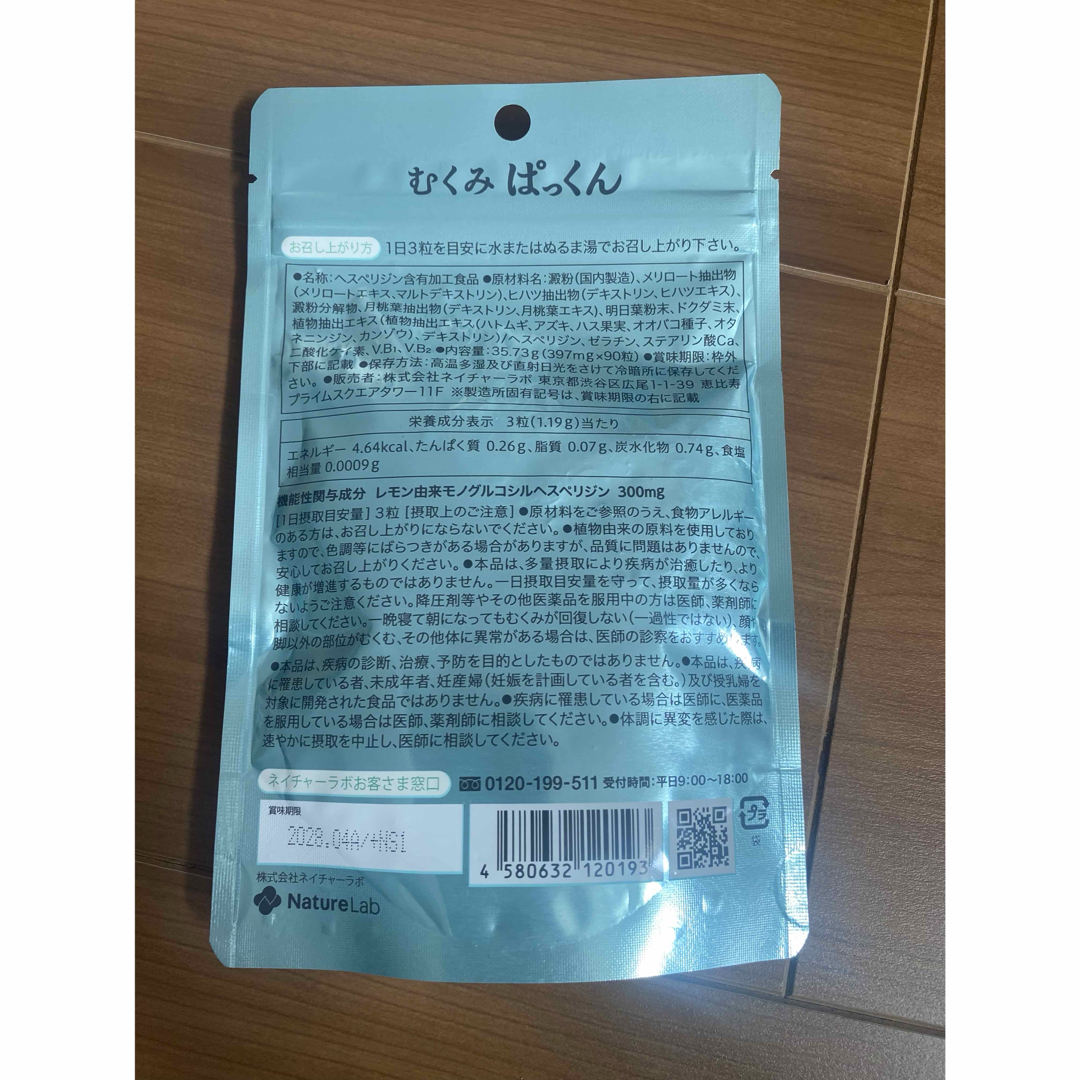 むくみ ぱっくん
お召し上がり方 1日3粒を目安に水またはぬるま湯でお召し上がり下さい。
●名称:ヘスペリジン含有加工食品 ●原材料名:澱粉(国内製造)、メリロート抽出物
(メリロートエキス、マルトデキストリン)、ヒハツ抽出物(デキストリン、ヒハツエキス)、
澱粉分解物、月桃葉抽出物(デキストリン、月桃葉エキス)、明日葉粉末、ドクダミ末、
植物抽出エキス(植物抽出エキス(ハトムギ、アズキ、ハス果実、オオバコ種子、オタ
ネニンジン、カンゾウ)、デキストリン)/ヘスペリジン、ゼラチン、ステアリン酸Ca、
二酸化ケイ素、V.B₁、V.B₂ ●内容量:35.73g(397mg×90粒) ●賞味期限:枠外
下部に記載 ●保存方法:高温多湿及び直射日光をさけて冷暗所に保存してくだ
さい。●販売者:株式会社ネイチャーラボ 東京都渋谷区広尾1-1-39 恵比寿
プライムスクエアタワー11F ※製造所固有記号は、賞味期限の右に記載
栄養成分表示 3粒(1.19g)当たり
エネルギー 4.64kcal、たんぱく質 0.26g、脂質 0.07g、炭水化物 0.74g、食塩
相当量 0.0009g
機能性関与成分 レモン由来モノグルコシルヘスペリジン 300mg
[1日摂取目安量] 3粒 [摂取上のご注意] ●原材料をご参照のうえ、食物アレルギー
のある方は、お召し上がりにならないでください。●植物由来の原料を使用しており
ますので、色調等にばらつきがある場合がありますが、品質に問題はありませんので、
安心してお召し上がりください。●本品は、多量摂取により疾病が治癒したり、より
健康が増進するものではありません。一日摂取目安量を守って、摂取量が多くなら
ないようご注意ください。降圧剤等やその他医薬品を服用中の方は医師、薬剤師に
相談してください。一晩寝て朝になってもむくみが回復しない(一過性ではない)、顔や
脚以外の部位がむくむ、その他体に異常がある場合は、医師の診察をおすすめします。
●本品は、疾病の診断、治療、予防を目的としたものではありません。●本品は、疾病
に罹患している者、未成年者、妊産婦(妊娠を計画している者を含む。)及び授乳婦を
対象に開発された食品ではありません。●疾病に罹患している場合は医師に、医薬品
を服用している場合は医師、薬剤師に相談してください。●体調に異変を感じた際は、
速やかに摂取を中止し、医師に相談してください。
ネイチャーラボお客さま窓口 0120-199-511 受付時間:平日9:00〜18:00
賞味期限
2028.04A/+NS1
4 580632 120193
プラ
袋
株式会社ネイチャーラボ
NatureLab